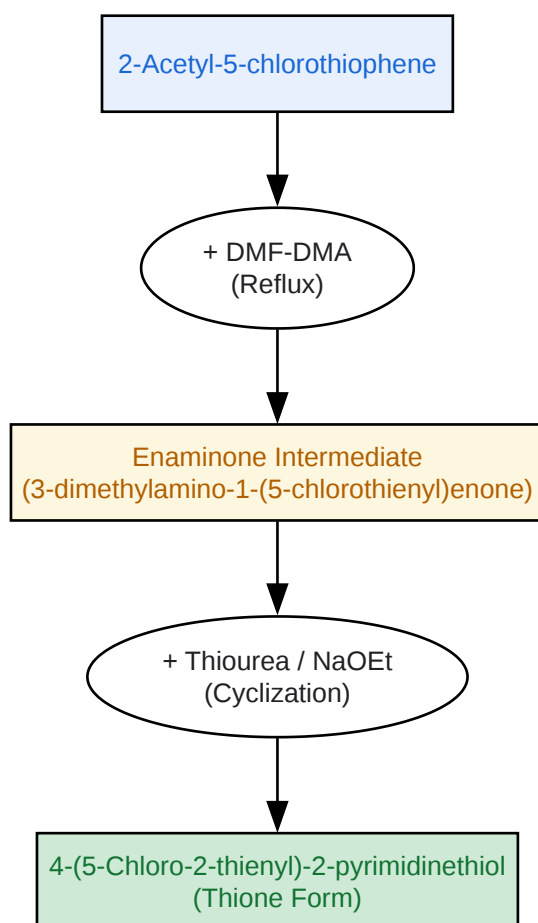 2-Acetyl-5-chlorothiophene
+ DMF-DMA
(Reflux)
Enaminone Intermediate
(3-dimethylamino-1-(5-chlorothienyl)enone)
+ Thiourea / NaOEt
(Cyclization)
4-(5-Chloro-2-thienyl)-2-pyrimidinethiol
(Thione Form)